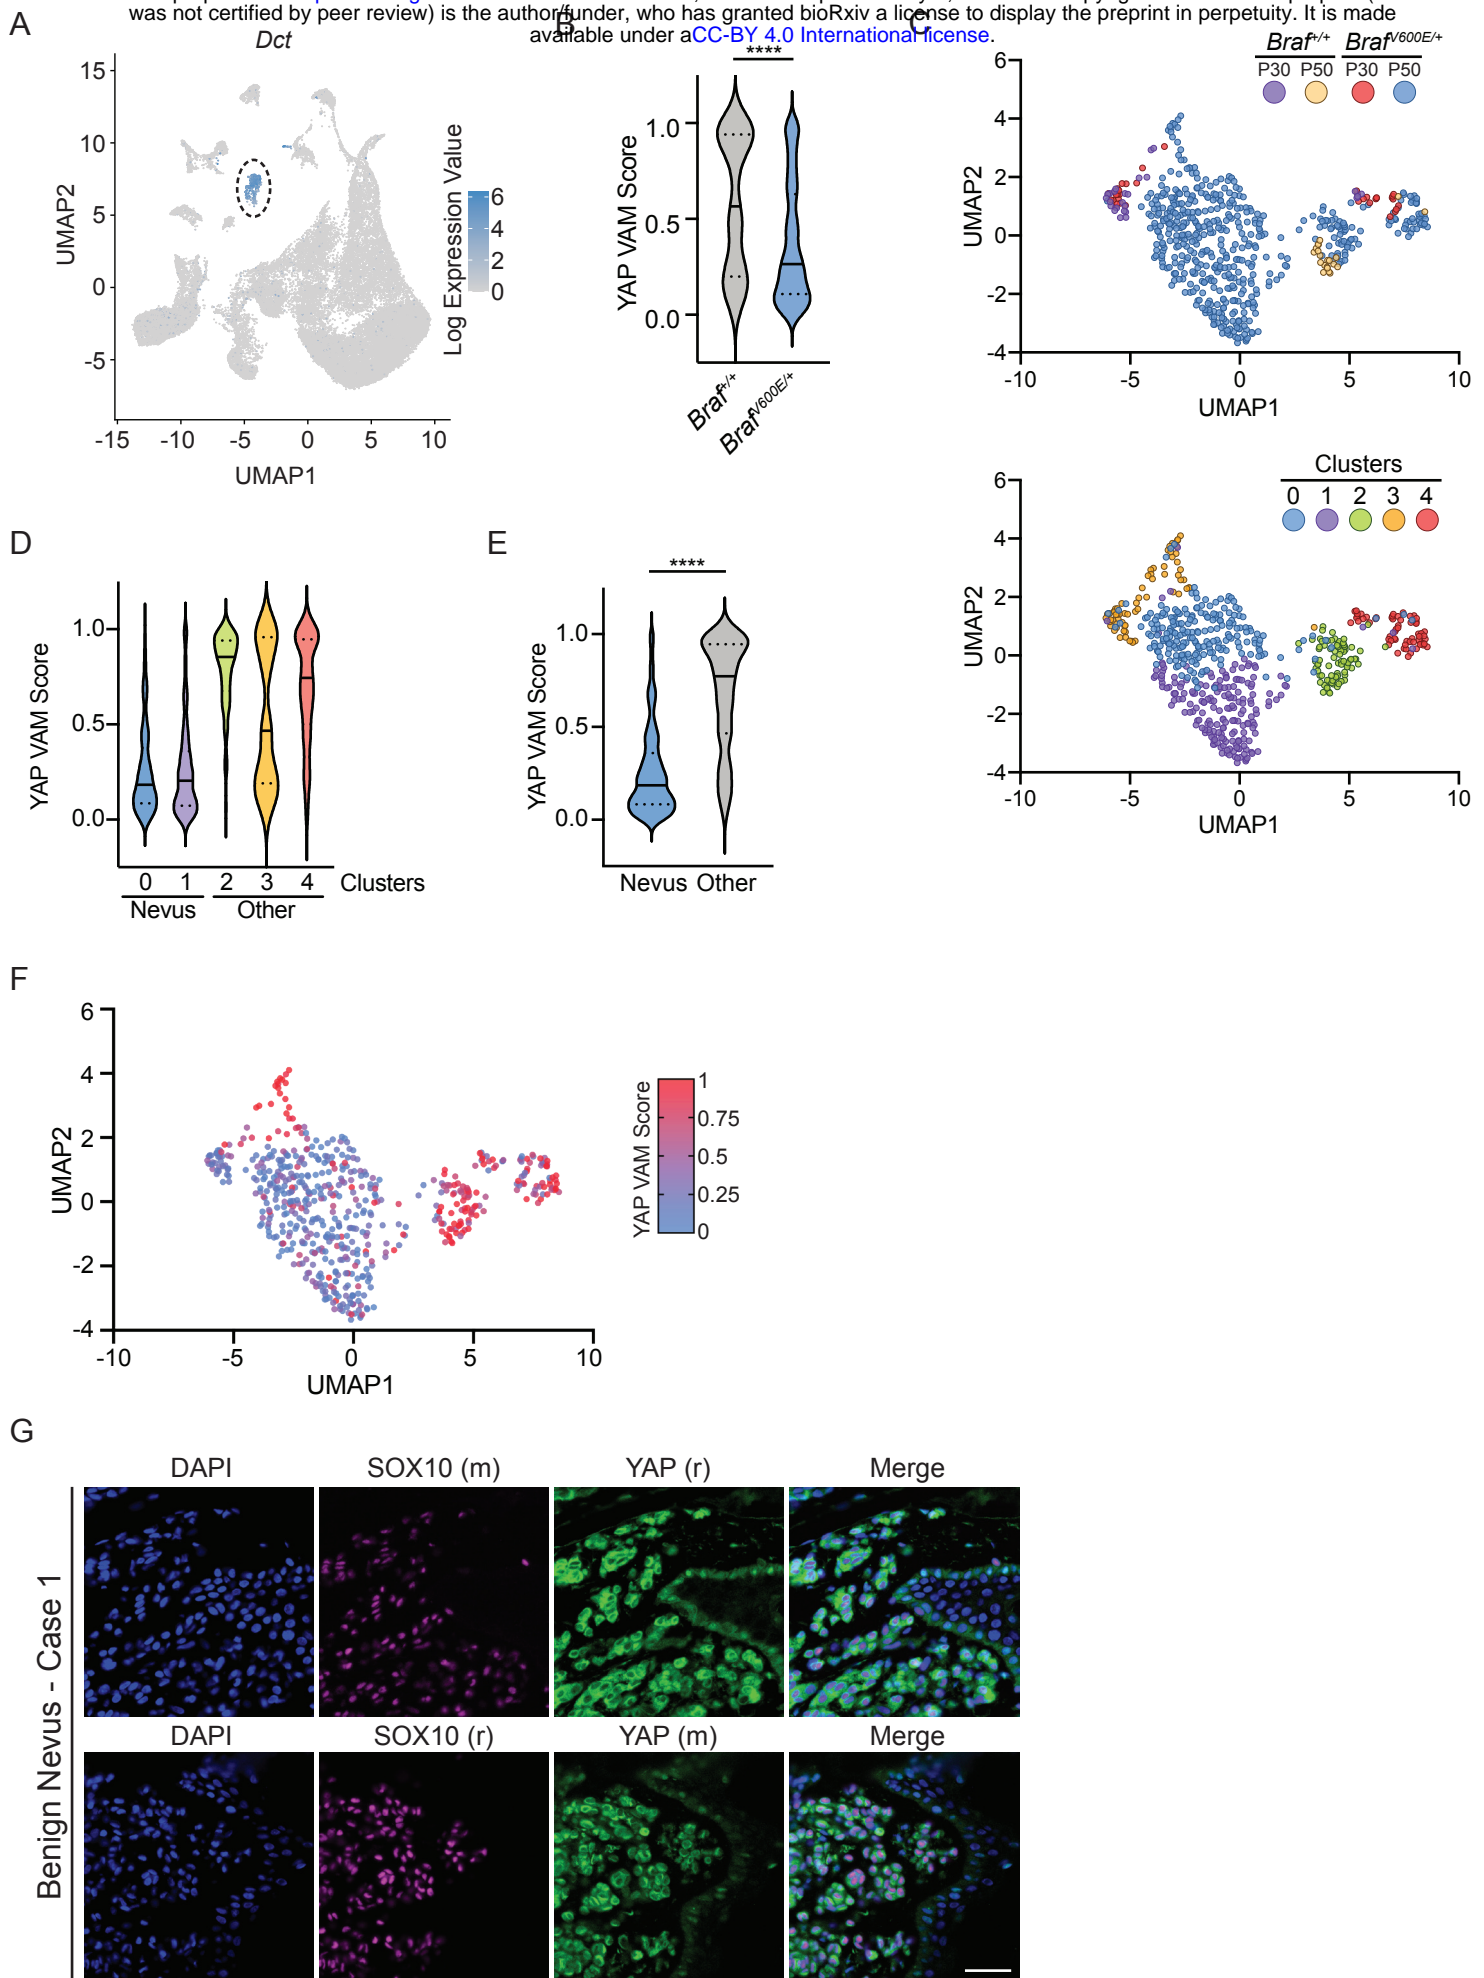 was not certified by peer review) is the author/funder, who has granted bioRxiv a license to display the preprint in perpetuity. It is made
available under aCC-BY 4.0 International license.
A
Dct
15
10
5
0
-5
-15 -10 -5 0 5 10
UMAP2
UMAP1
Log Expression Value
6
4
2
0
B
****
YAP VAM Score
1.0
0.5
0.0
Braf+/+
BrafV600E/+
C
Braf+/+ BrafV600E/+
P30 P50 P30 P50
6
4
2
0
-2
-4
-10 -5 0 5 10
UMAP2
UMAP1
Clusters
0 1 2 3 4
6
4
2
0
-2
-4
-10 -5 0 5 10
UMAP2
UMAP1
D
YAP VAM Score
1.0
0.5
0.0
0 1 2 3 4 Clusters
Nevus Other
E
****
YAP VAM Score
1.0
0.5
0.0
Nevus Other
F
6
4
2
0
-2
-4
-10 -5 0 5 10
UMAP2
UMAP1
YAP VAM Score
1
0.75
0.5
0.25
0
G
Benign Nevus - Case 1
DAPI SOX10 (m) YAP (r) Merge
DAPI SOX10 (r) YAP (m) Merge